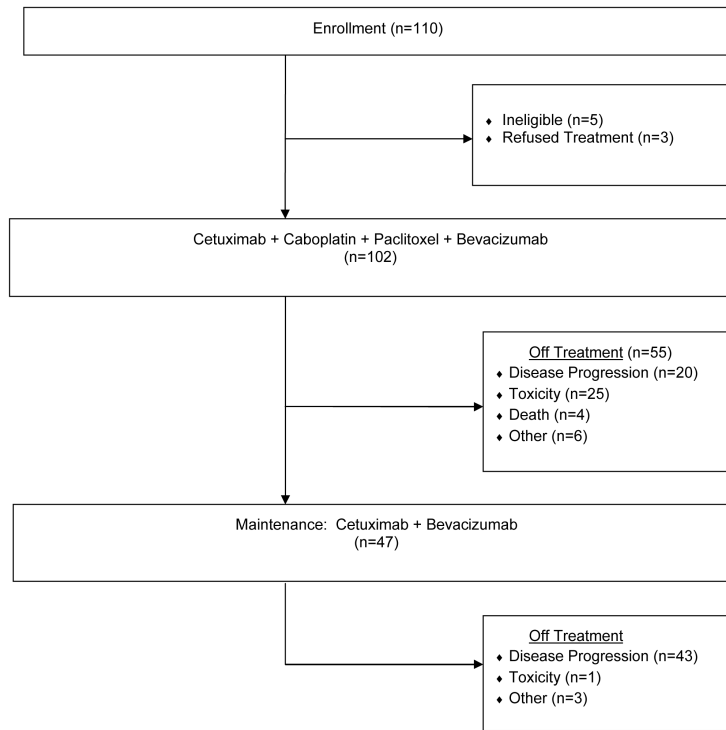 Enrollment (n=110)
♦ Ineligible (n=5)
♦ Refused Treatment (n=3)
Cetuximab + Caboplatin + Paclitoxel + Bevacizumab
(n=102)
Off Treatment (n=55)
♦ Disease Progression (n=20)
♦ Toxicity (n=25)
♦ Death (n=4)
♦ Other (n=6)
Maintenance: Cetuximab + Bevacizumab
(n=47)
Off Treatment
♦ Disease Progression (n=43)
♦ Toxicity (n=1)
♦ Other (n=3)